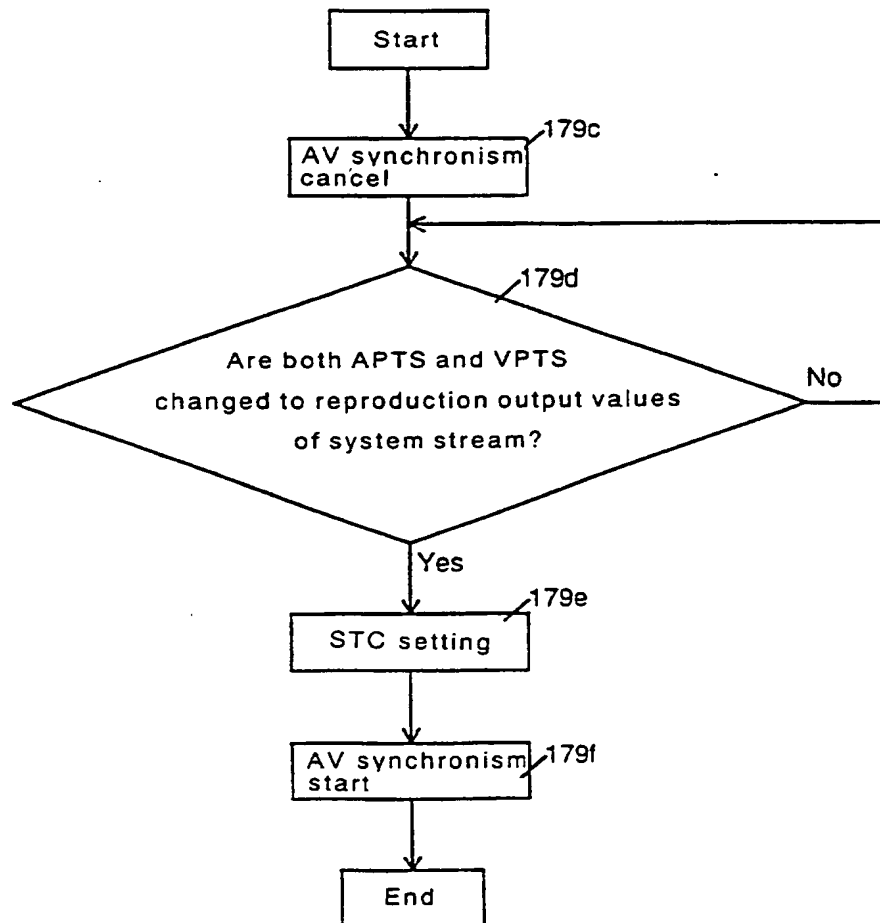 Start
179c
AV synchronism
cancel
179d
Are both APTS and VPTS
changed to reproduction output values
of system stream?
No
Yes
179e
STC setting
AV synchronism
start
179f
End